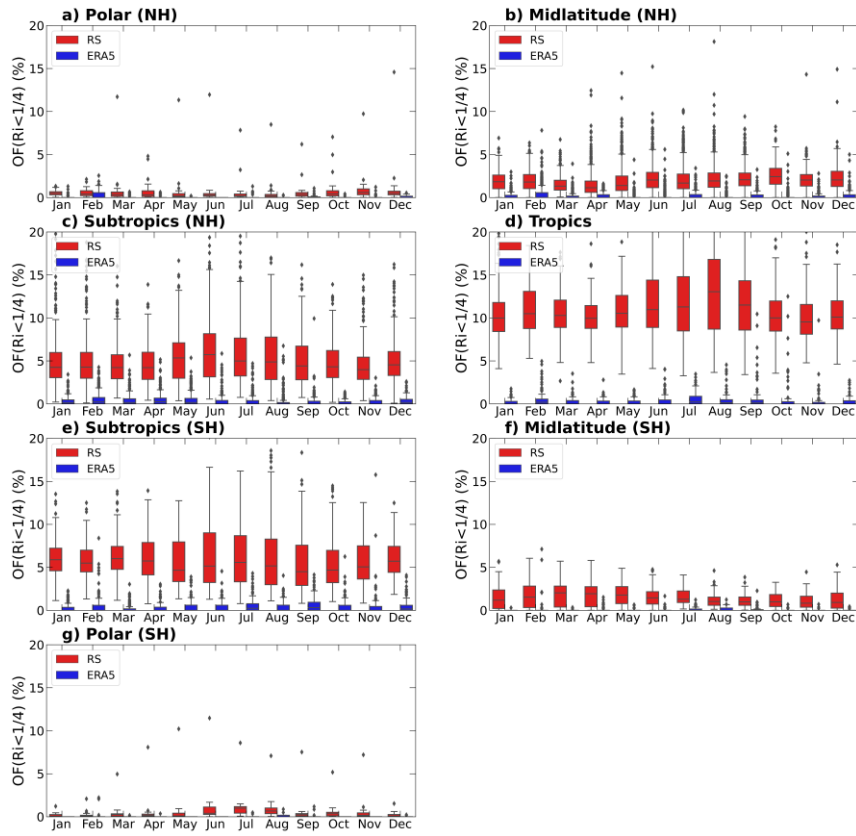 a) Polar (NH)
OF(Ri<1/4) (%)
20
15
10
5
0
RS
ERA5
Jan Feb Mar Apr May Jun Jul Aug Sep Oct Nov Dec
b) Midlatitude (NH)
OF(Ri<1/4) (%)
20
15
10
5
0
RS
ERA5
Jan Feb Mar Apr May Jun Jul Aug Sep Oct Nov Dec
c) Subtropics (NH)
OF(Ri<1/4) (%)
20
15
10
5
0
RS
ERA5
Jan Feb Mar Apr May Jun Jul Aug Sep Oct Nov Dec
d) Tropics
OF(Ri<1/4) (%)
20
15
10
5
0
RS
ERA5
Jan Feb Mar Apr May Jun Jul Aug Sep Oct Nov Dec
e) Subtropics (SH)
OF(Ri<1/4) (%)
20
15
10
5
0
RS
ERA5
Jan Feb Mar Apr May Jun Jul Aug Sep Oct Nov Dec
f) Midlatitude (SH)
OF(Ri<1/4) (%)
20
15
10
5
0
RS
ERA5
Jan Feb Mar Apr May Jun Jul Aug Sep Oct Nov Dec
g) Polar (SH)
OF(Ri<1/4) (%)
20
15
10
5
0
RS
ERA5
Jan Feb Mar Apr May Jun Jul Aug Sep Oct Nov Dec